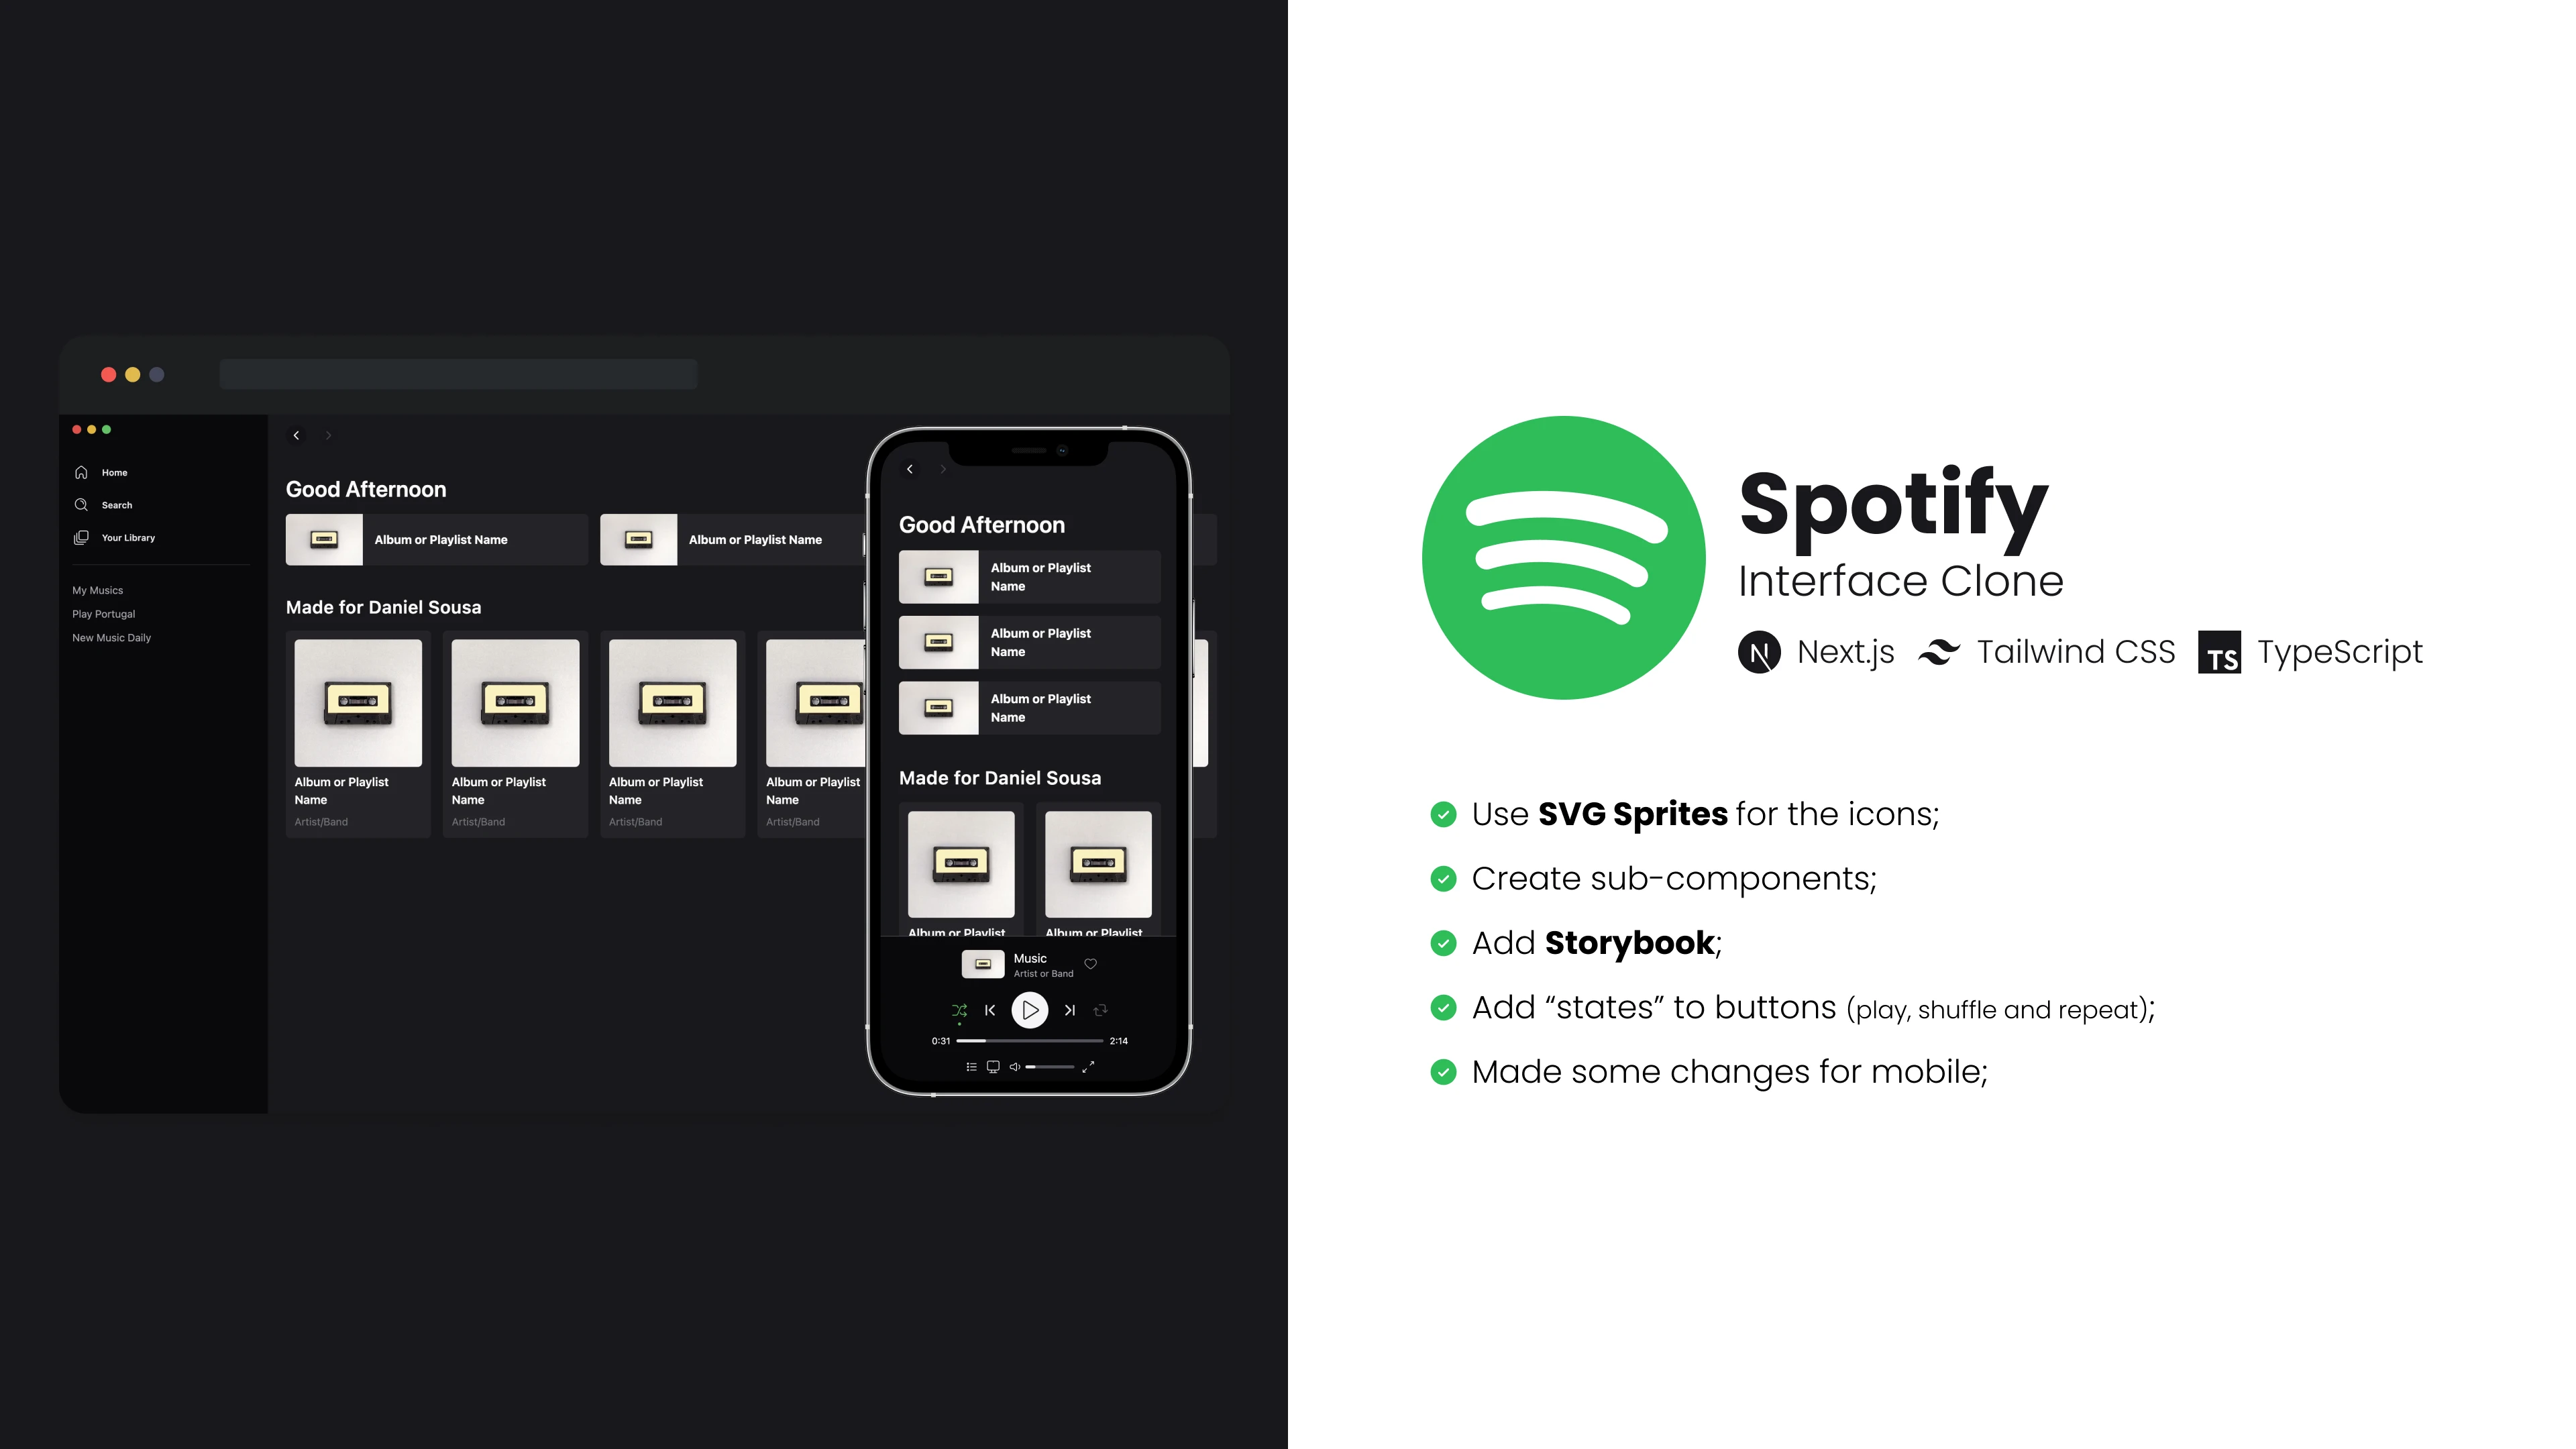 Home
Search
Your Library
My Musics
Play Portugal
New Music Daily
Good Afternoon
Album or Playlist Name
Album or Playlist Name
Made for Daniel Sousa
Album or Playlist
Name
Artist/Band
Album or Playlist
Name
Artist/Band
Album or Playlist
Name
Artist/Band
Album or Playlist
Name
Artist/Band
Good Afternoon
Album or Playlist
Name
Album or Playlist
Name
Album or Playlist
Name
Made for Daniel Sousa
Album or Playlist
Album or Playlist
Music
Artist or Band
0:31
2:14
Spotify
Interface Clone
N Next.js Tailwind CSS TS TypeScript
Use SVG Sprites for the icons;
Create sub-components;
Add Storybook;
Add “states” to buttons (play, shuffle and repeat);
Made some changes for mobile;